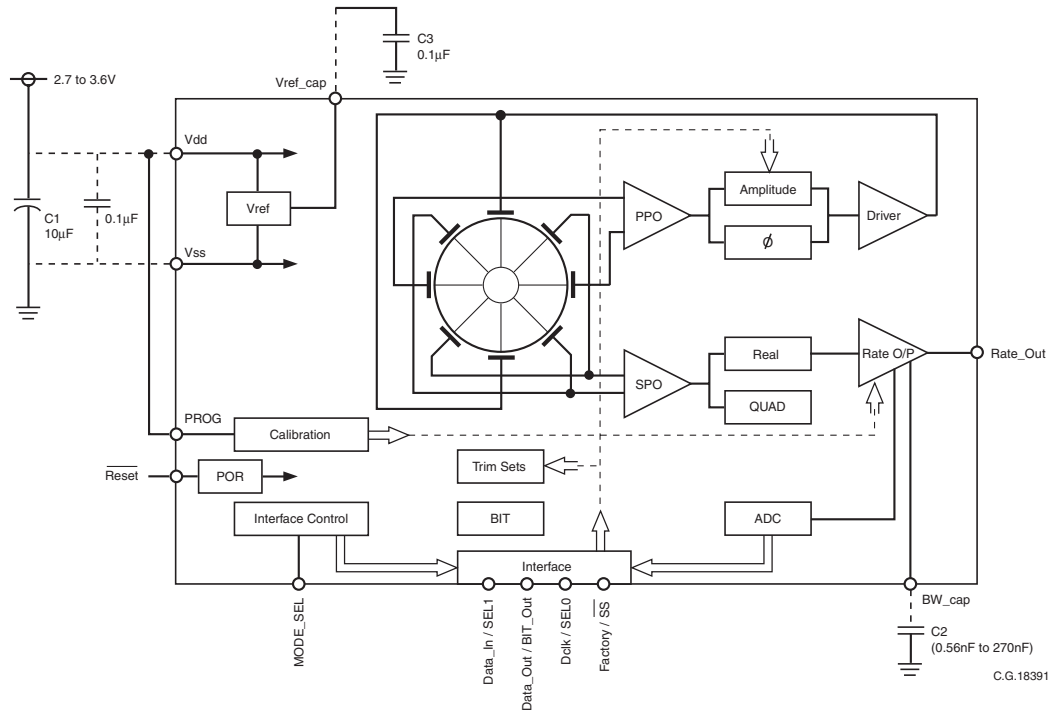 C3
0.1μF
2.7 to 3.6V
Vref_cap
Vdd
C1
10μF
0.1μF
Vref
Vss
PPO
Amplitude
ϕ
Driver
SPO
Real
QUAD
Rate O/P
Rate_Out
PROG
Calibration
Reset
POR
Trim Sets
Interface Control
BIT
ADC
Interface
MODE_SEL
Data_In / SEL1
Data_Out / BIT_Out
Dclk / SEL0
Factory / SS
BW_cap
C2
(0.56nF to 270nF)
C.G.18391